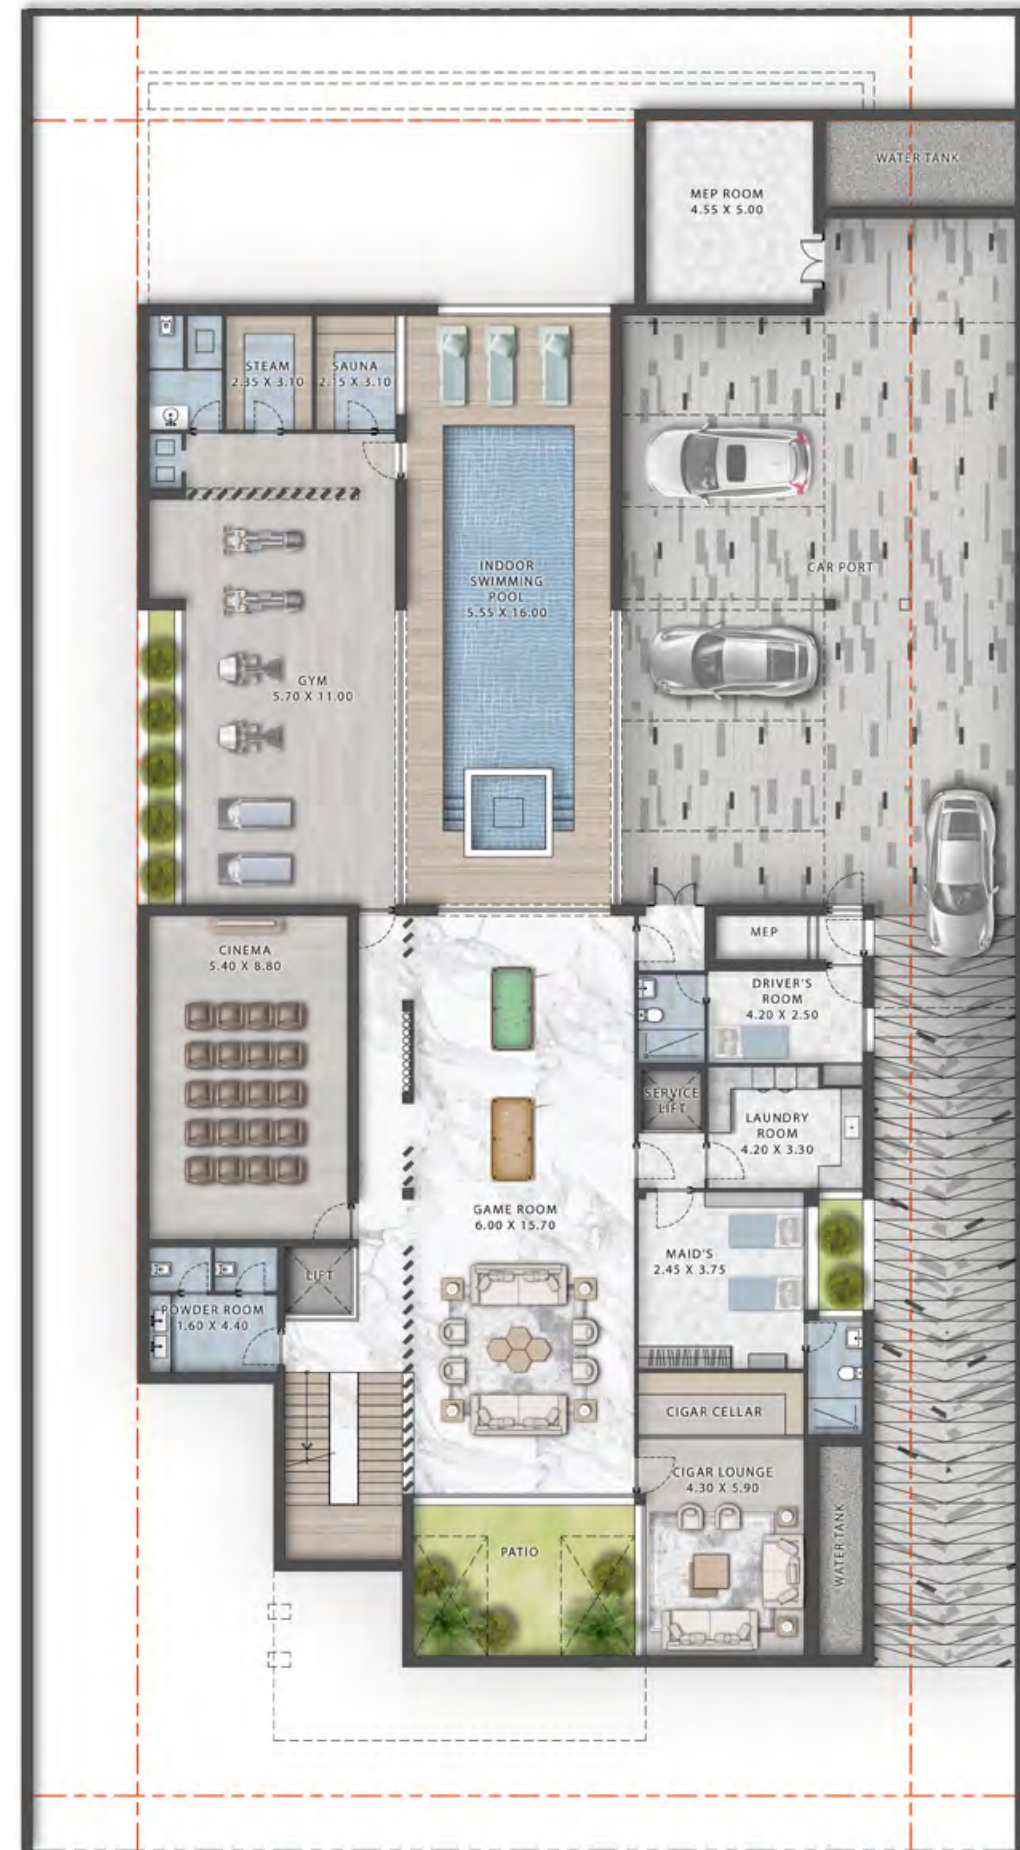 WATER TANK
MEP ROOM
4.55 X 5.00
STEAM
2.35 X 3.10
SAUNA
2.15 X 3.10
INDOOR
SWIMMING
POOL
5.55 X 16.00
CAR PORT
GYM
5.70 X 11.00
CINEMA
5.40 X 8.80
MEP
DRIVER'S
ROOM
4.20 X 2.50
SERVICE
LIFT
LAUNDRY
ROOM
4.20 X 3.30
GAME ROOM
6.00 X 15.70
MAID'S
2.45 X 3.75
LIFT
POWDER ROOM
1.60 X 4.40
CIGAR CELLAR
CIGAR LOUNGE
4.30 X 5.90
PATIO
WATER TANK